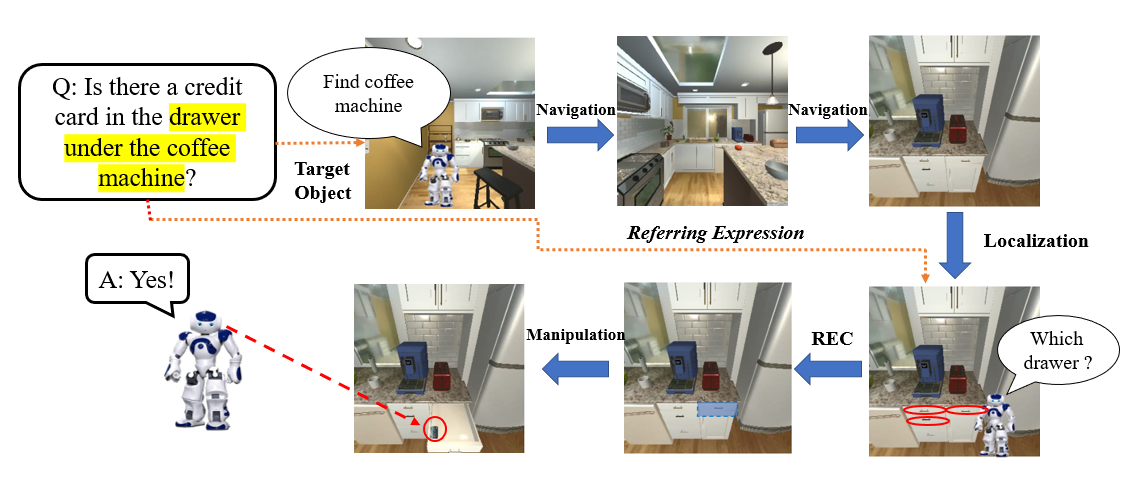 Q: Is there a credit
card in the drawer
under the coffee
machine?
Find coffee
machine
Target
Object
Navigation
Navigation
Referring Expression
Localization
Which
drawer ?
REC
Manipulation
A: Yes!